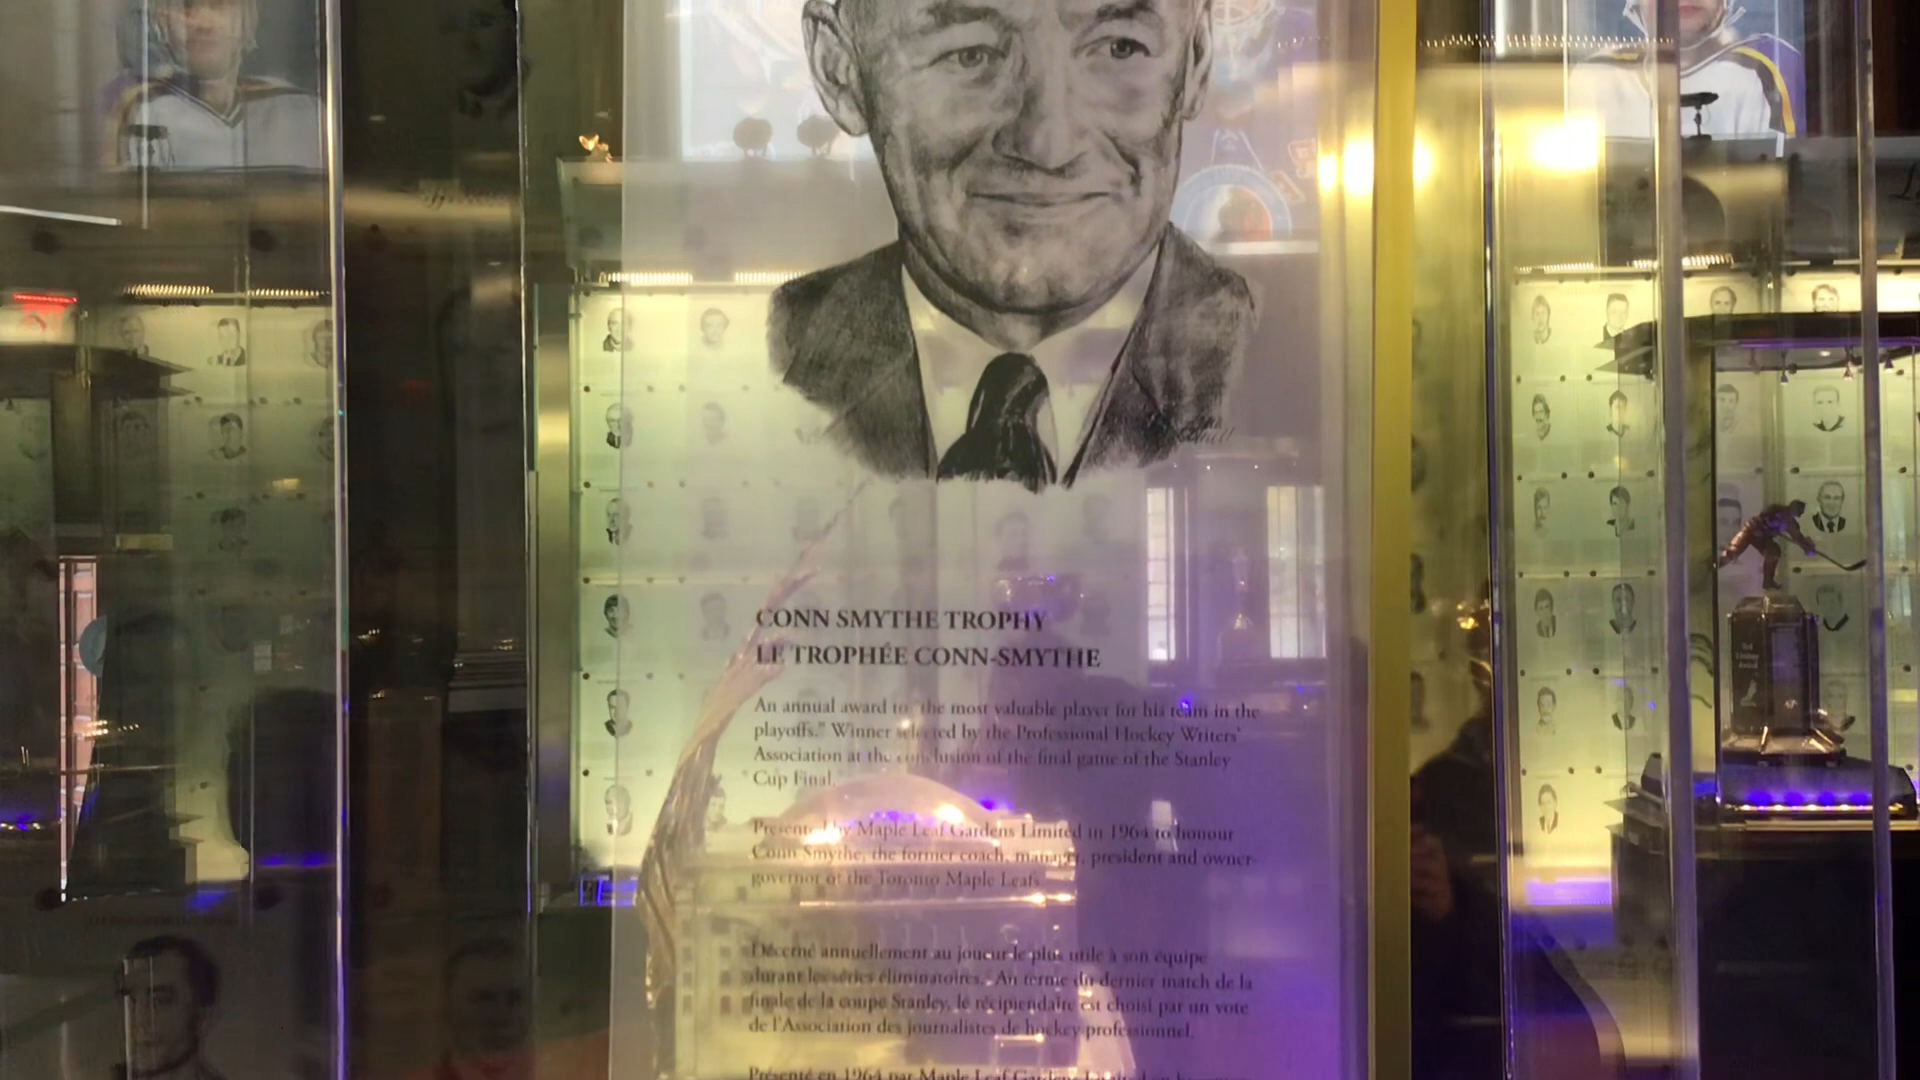 CONN SMYTHE TROPHY
LE TROPHÉE CONN-SMYTHE
An annual award to "the most valuable player for his team in the
playoffs." Winner selected by the Professional Hockey Writers'
Association at the conclusion of the final game of the Stanley
Cup Final.
Presented by Maple Leaf Gardens Limited in 1964 to honour
Conn Smythe, the former coach, manager, president and owner-
governor of the Toronto Maple Leafs
Décerné annuellement au joueur le plus utile à son équipe
durant les séries éliminatoires. Au terme du dernier match de la
finale de la coupe Stanley, le récipiendaire est choisi par un vote
de l'Association des journalistes de hockey professionnel.
Présenté en 1964 par Maple Leaf Gardens
Ted
Lindsay
Award